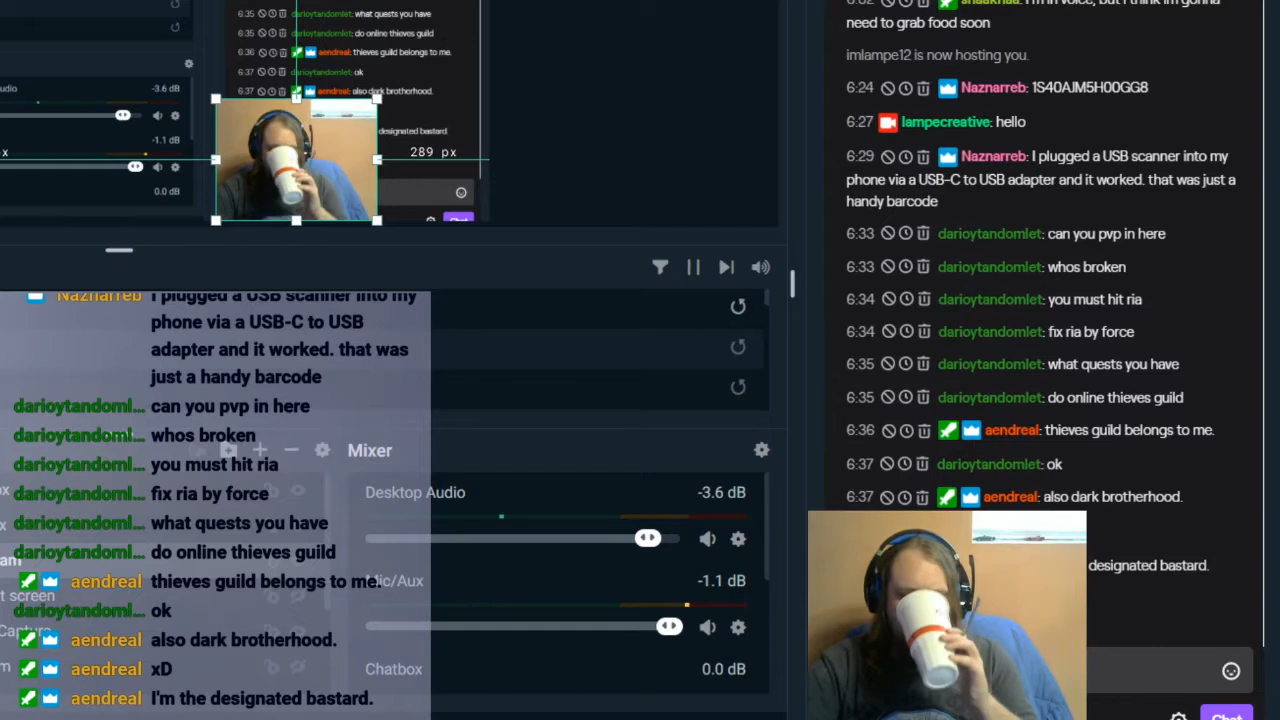 6:35 darioytandomlet: what quests you have
6:35 darioytandomlet: do online thieves guild
6:36 aendreal: thieves guild belongs to me.
6:37 darioytandomlet: ok
6:37 aendreal: also dark brotherhood.
designated bastard.
289 px
-3.6 dB
-1.1 dB
0.0 dB
Naznarreb I plugged a USB scanner into my
phone via a USB-C to USB
adapter and it worked. that was
just a handy barcode
darioytandoml... can you pvp in here
darioytandoml... whos broken
darioytandoml... you must hit ria
darioytandoml... fix ria by force
darioytandoml... what quests you have
darioytandoml... do online thieves guild
aendreal thieves guild belongs to me.
darioytandoml... ok
aendreal also dark brotherhood.
aendreal xD
aendreal I'm the designated bastard.
Mixer
Desktop Audio -3.6 dB
Mic/Aux -1.1 dB
Chatbox 0.0 dB
need to grab food soon
imlampe12 is now hosting you.
6:24 Naznarreb: 1S40AJM5H00GG8
6:27 lampecreative: hello
6:29 Naznarreb: I plugged a USB scanner into my
phone via a USB-C to USB adapter and it worked. that was just a
handy barcode
6:33 darioytandomlet: can you pvp in here
6:33 darioytandomlet: whos broken
6:34 darioytandomlet: you must hit ria
6:34 darioytandomlet: fix ria by force
6:35 darioytandomlet: what quests you have
6:35 darioytandomlet: do online thieves guild
6:36 aendreal: thieves guild belongs to me.
6:37 darioytandomlet: ok
6:37 aendreal: also dark brotherhood.
designated bastard.
Chat